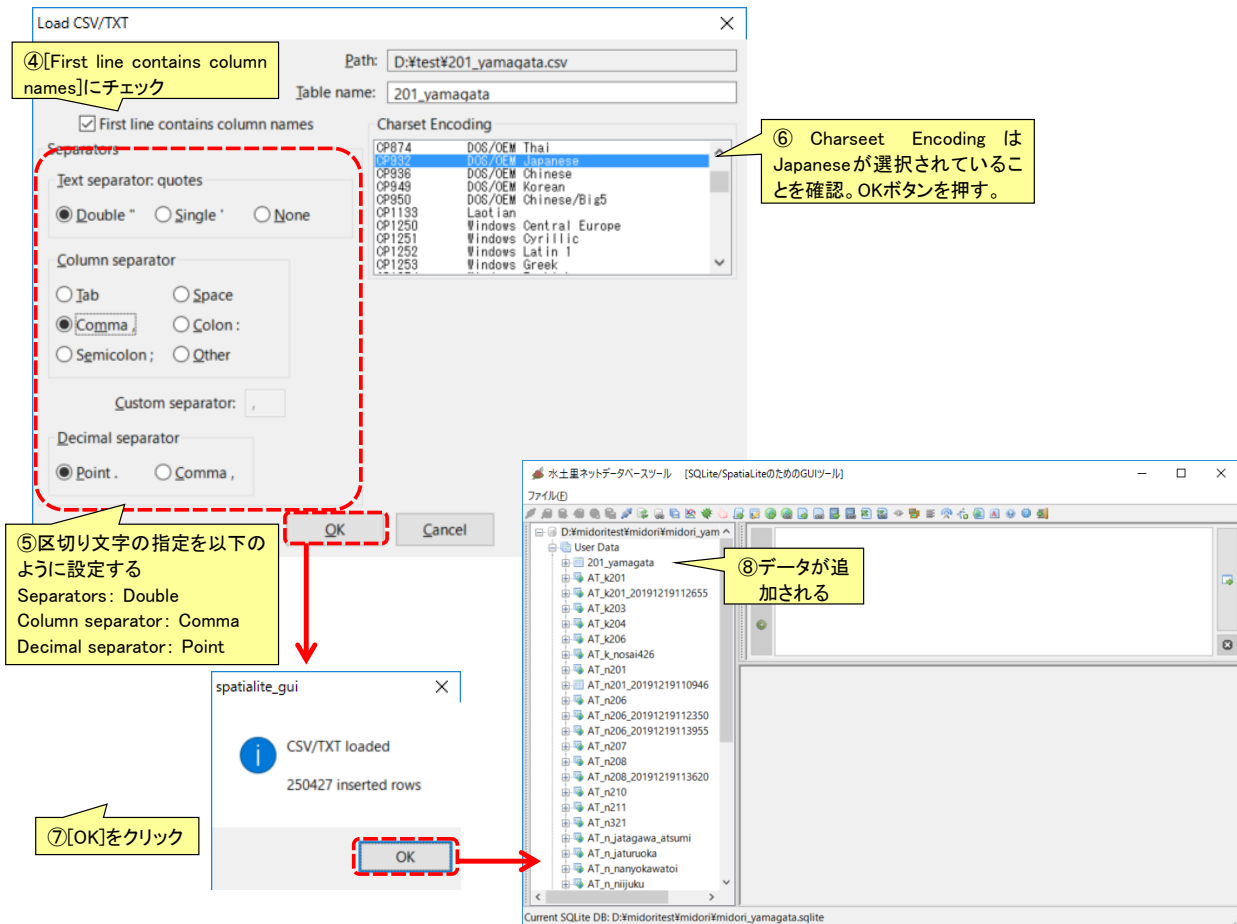 Load CSV/TXT
④[First line contains column
names]にチェック
Path: D:¥test¥201_yamagata.csv
Table name: 201_yamagata
First line contains column names
Charset Encoding
CP874 DOS/OEM Thai
CP932 DOS/OEM Japanese
CP936 DOS/OEM Chinese
CP949 DOS/OEM Korean
CP950 DOS/OEM Chinese/Big5
CP1133 Laotian
CP1250 Windows Central Europe
CP1251 Windows Cyrillic
CP1252 Windows Latin 1
CP1253 Windows Greek
⑥ Charseet Encoding は
Japaneseが選択されているこ
とを確認。OKボタンを押す。
Separators
Text separator: quotes
Double " Single ' None
Column separator
Tab Space
Comma , Colon :
Semicolon ; Other
Custom separator: ,
Decimal separator
Point . Comma ,
OK Cancel
⑤区切り文字の指定を以下の
ように設定する
Separators: Double
Column separator: Comma
Decimal separator: Point
spatialite_gui
CSV/TXT loaded
250427 inserted rows
OK
⑦[OK]をクリック
水土里ネットデータベースツール [SQLite/SpatiaLiteのためのGUIツール]
ファイル(F)
D:¥midoritest¥midori¥midori_yam
User Data
201_yamagata
AT_k201
AT_k201_20191219112655
AT_k203
AT_k204
AT_k206
AT_k_nosai426
AT_n201
AT_n201_20191219110946
AT_n206
AT_n206_20191219112350
AT_n206_20191219113955
AT_n207
AT_n208
AT_n208_20191219113620
AT_n210
AT_n211
AT_n321
AT_n_jatagawa_atsumi
AT_n_jaturuoka
AT_n_nanyokawatoi
AT_n_niijuku
⑧データが追
加される
Current SQLite DB: D:¥midoritest¥midori¥midori_yamagata.sqlite